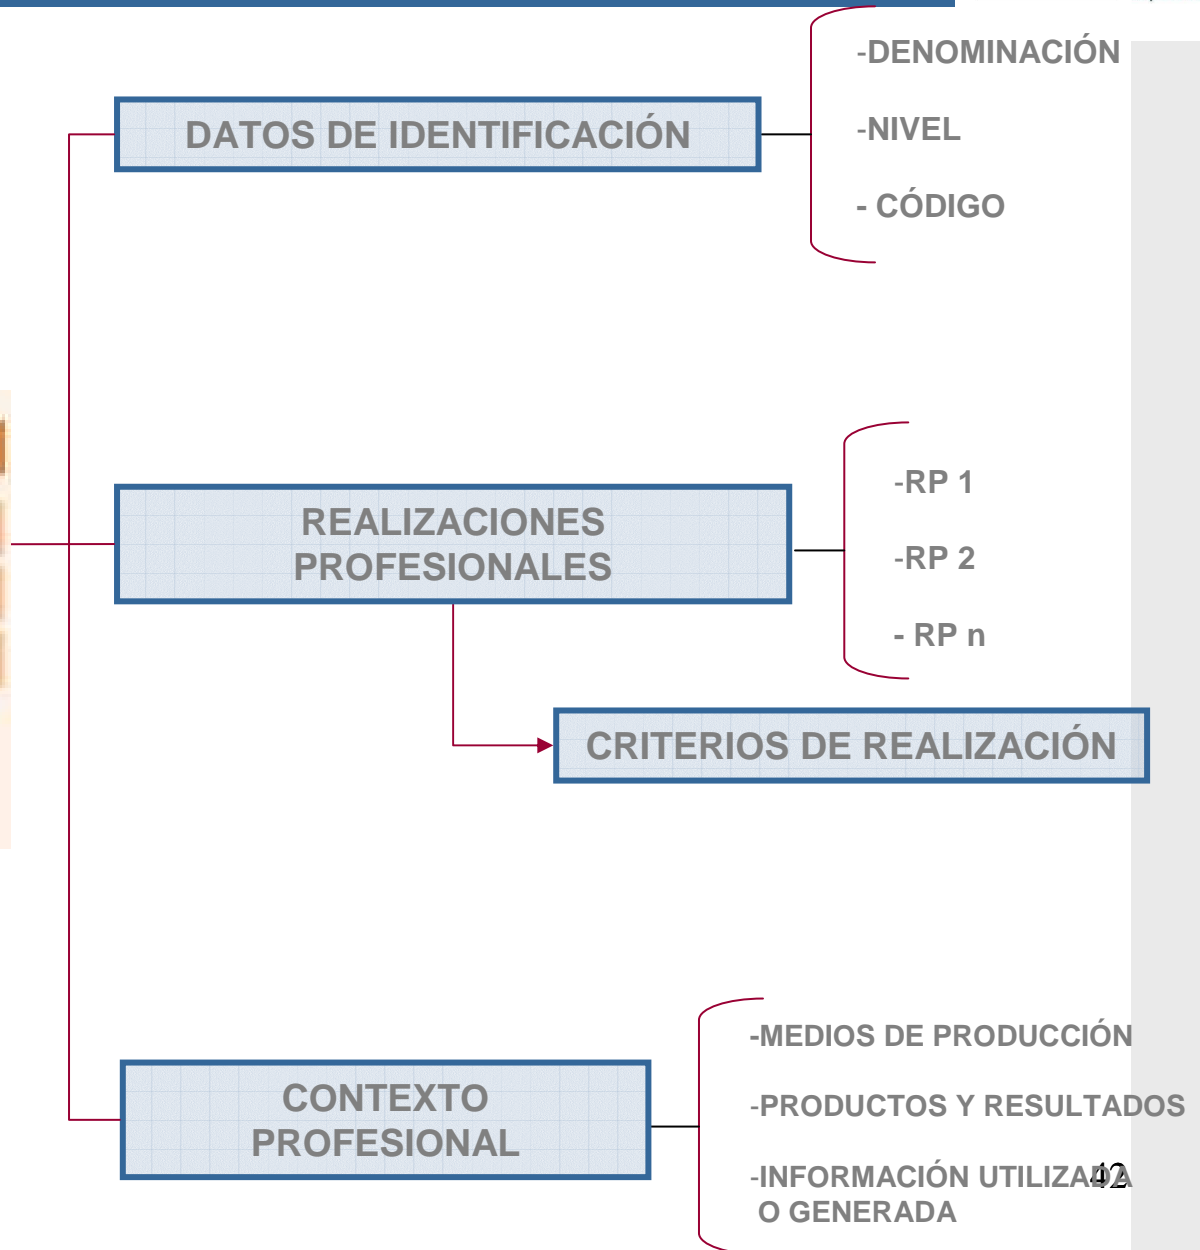 -DENOMINACIÓN
DATOS DE IDENTIFICACIÓN
-NIVEL
- CÓDIGO
-RP 1
REALIZACIONES
PROFESIONALES
-RP 2
- RP n
CRITERIOS DE REALIZACIÓN
-MEDIOS DE PRODUCCIÓN
CONTEXTO
PROFESIONAL
-PRODUCTOS Y RESULTADOS
-INFORMACIÓN UTILIZADA
O GENERADA
42